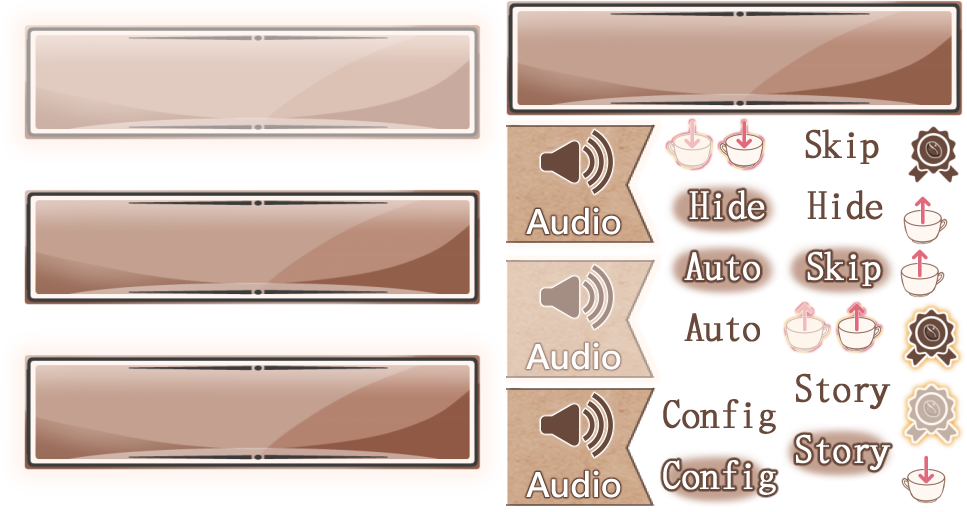 Audio
Audio
Audio
Skip
Hide
Hide
Auto
Skip
Auto
Story
Config
Story
Config